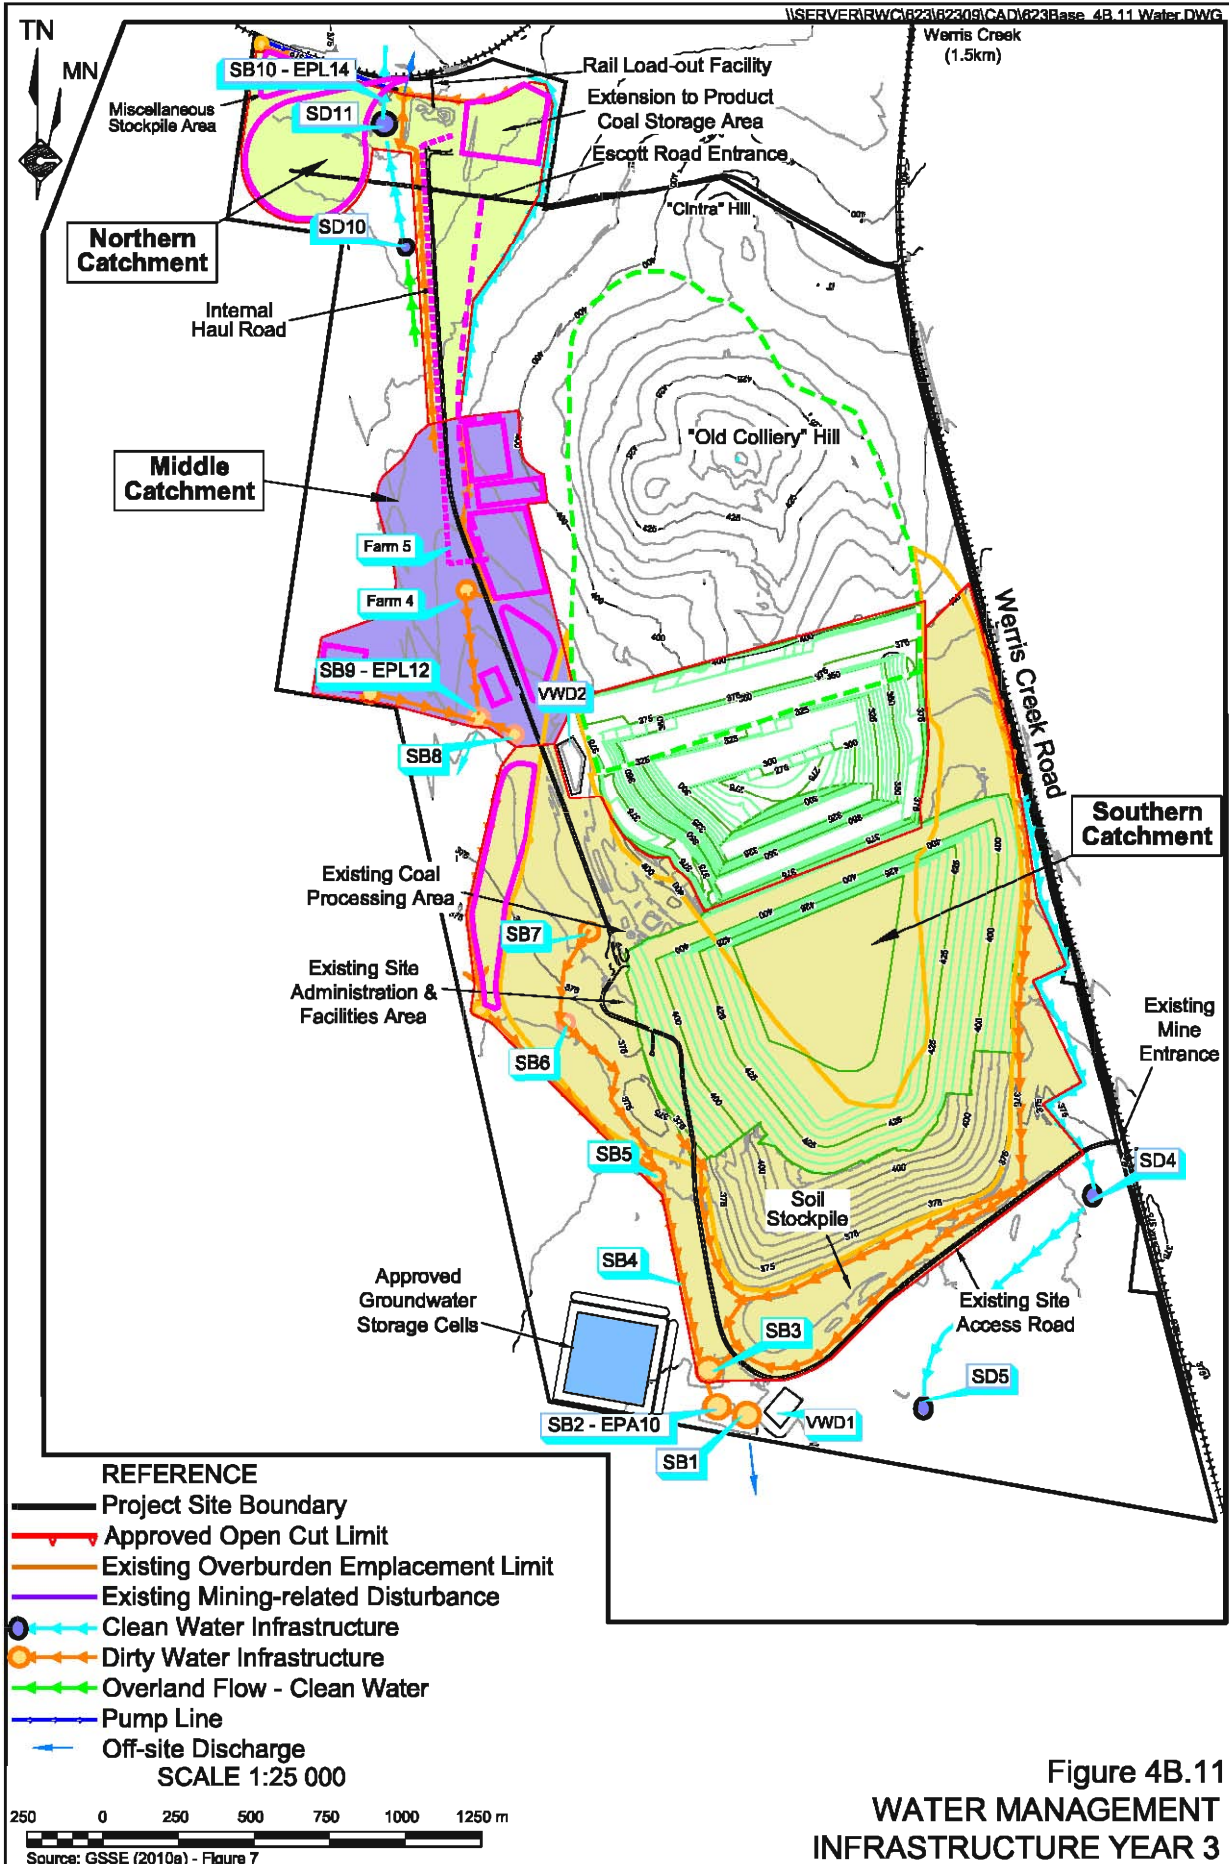 \\SERVER\RWC\623\62309\CAD\623Base_4B.11 Water.DWG
TN
MN
Werris Creek
(1.5km)
SB10 - EPL14
Rail Load-out Facility
Miscellaneous
Stockpile Area
SD11
Extension to Product
Coal Storage Area
Escott Road Entrance
"Cintra" Hill
SD10
Northern
Catchment
Internal
Haul Road
"Old Colliery" Hill
Middle
Catchment
Farm 5
Farm 4
SB9 - EPL12
VWD2
SB8
Werris Creek Road
Southern
Catchment
Existing Coal
Processing Area
SB7
Existing Site
Administration &
Facilities Area
Existing
Mine
Entrance
SB6
SB5
SD4
Soil
Stockpile
SB4
Approved
Groundwater
Storage Cells
Existing Site
Access Road
SB3
SD5
SB2 - EPA10
VWD1
SB1
REFERENCE
Project Site Boundary
Approved Open Cut Limit
Existing Overburden Emplacement Limit
Existing Mining-related Disturbance
Clean Water Infrastructure
Dirty Water Infrastructure
Overland Flow - Clean Water
Pump Line
Off-site Discharge
SCALE 1:25 000
250 0 250 500 750 1000 1250 m
Source: GSSE (2010a) - Figure 7
Figure 4B.11
WATER MANAGEMENT
INFRASTRUCTURE YEAR 3